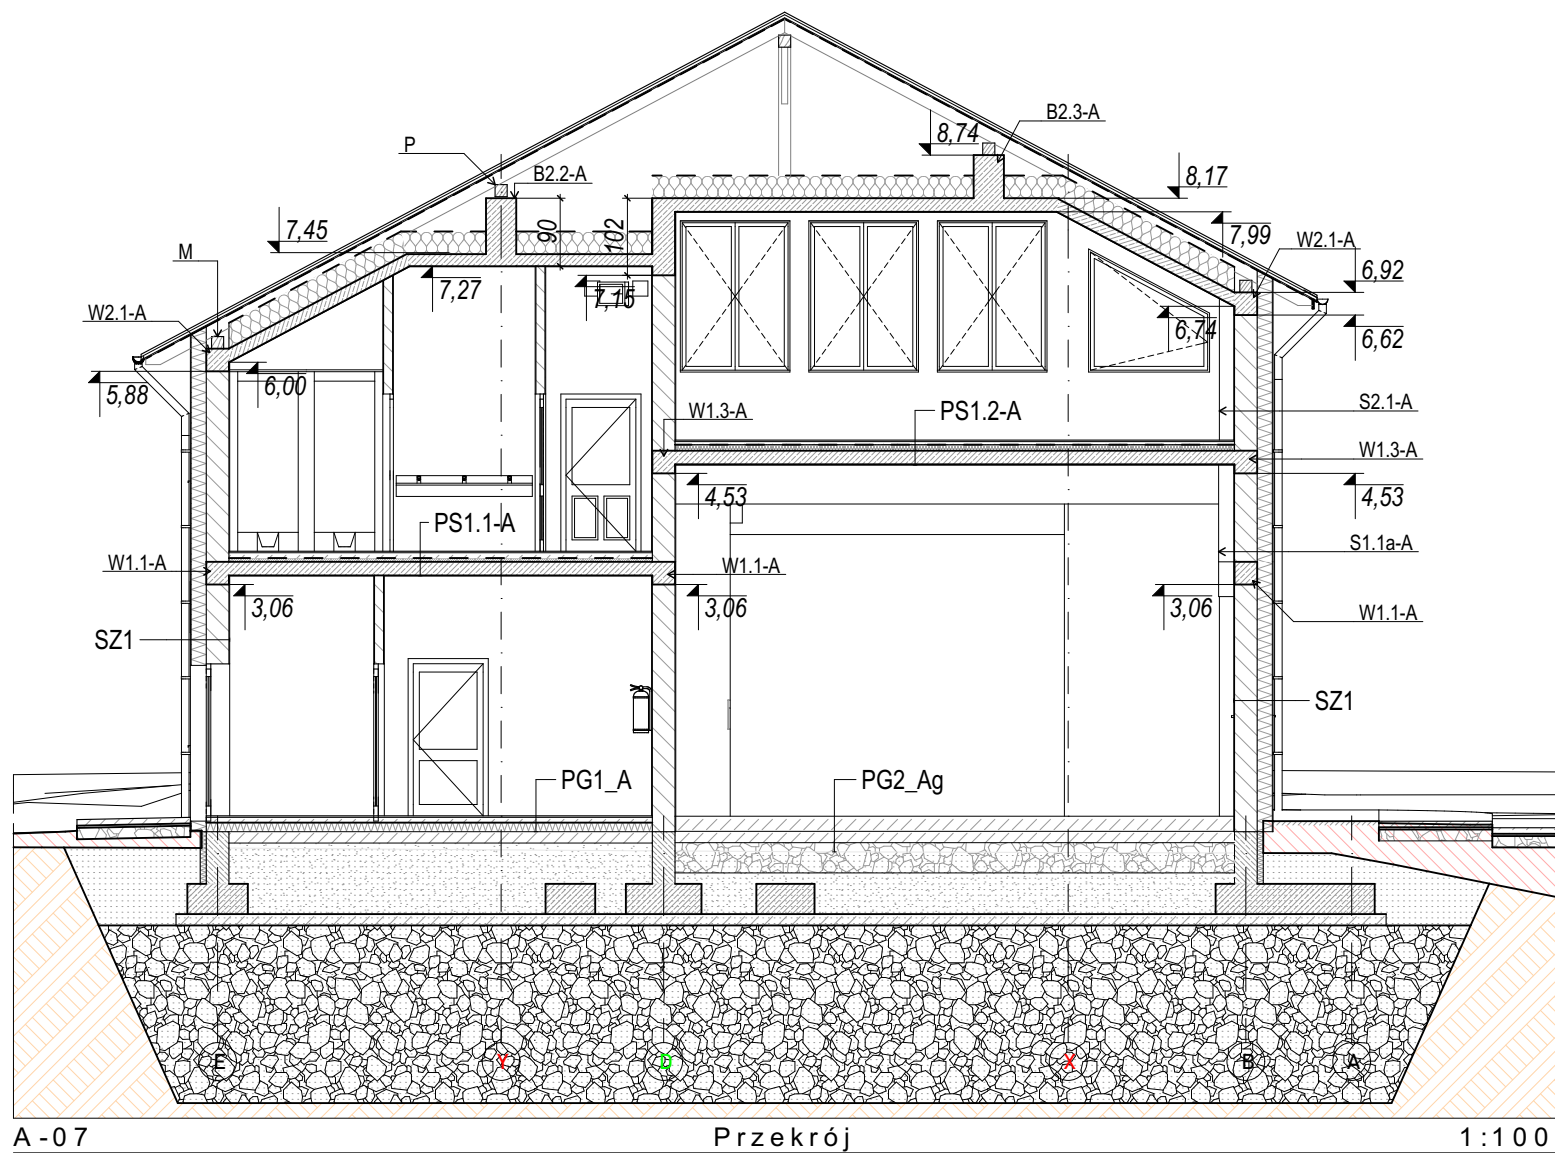 B2.3-A
8,74
P
B2.2-A
8,17
7,45
90
102
7,99
M
W2.1-A
6,92
7,27
7,15
W2.1-A
6,74
6,62
6,00
5,88
W1.3-A
PS1.2-A
S2.1-A
W1.3-A
4,53
4,53
PS1.1-A
S1.1a-A
W1.1-A
W1.1-A
3,06
3,06
3,06
W1.1-A
SZ1
SZ1
PG1_A
PG2_Ag
E
Y
D
X
B
A
A-07
Przekrój
1:100